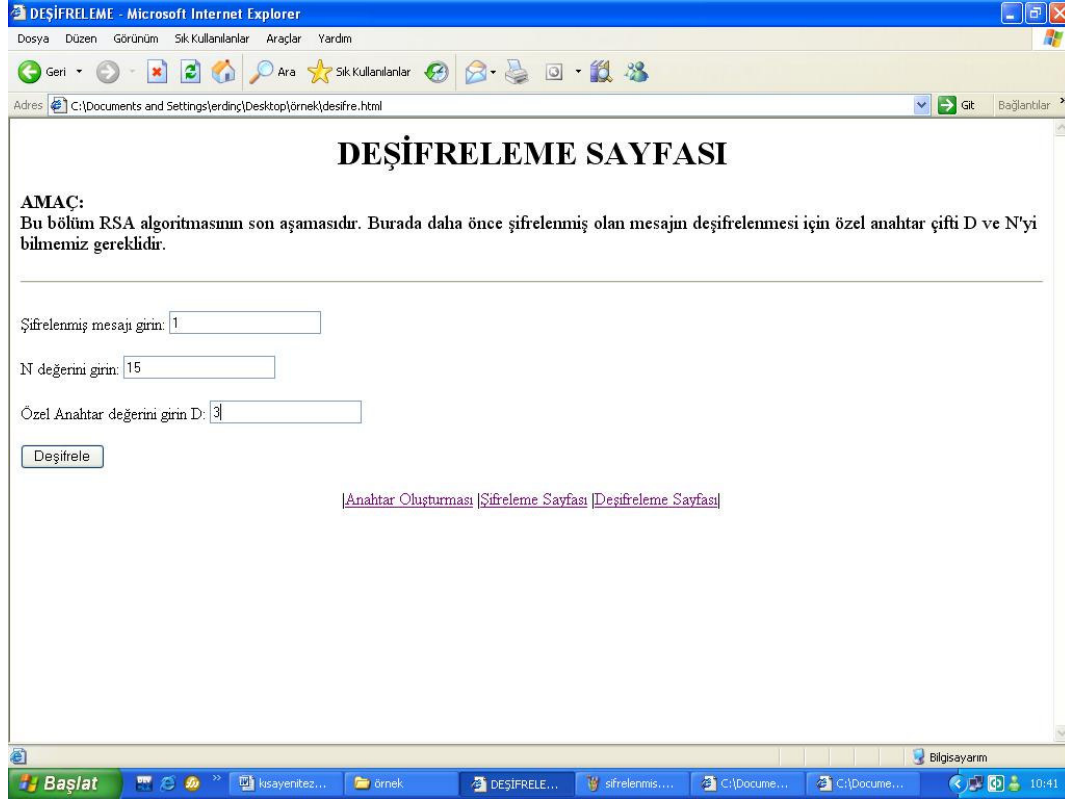 DEŞİFRELEME - Microsoft Internet Explorer
Dosya Düzen Görünüm Sık Kullanılanlar Araçlar Yardım
Geri Ara Sık Kullanılanlar
Adres C:\Documents and Settings\erdinç\Desktop\örnek\desifre.html Git Bağlantılar »
DEŞİFRELEME SAYFASI
AMAÇ:
Bu bölüm RSA algoritmasının son aşamasıdır. Burada daha önce şifrelenmiş olan mesajın deşifrelenmesi için özel anahtar çifti D ve N'yi
bilmemiz gereklidir.
Şifrelenmiş mesajı girin: 1
N değerini girin: 15
Özel Anahtar değerini girin D: 3
Deşifrele
|Anahtar Oluşturması |Şifreleme Sayfası |Deşifreleme Sayfası|
Bilgisayarım
Başlat » kısayenitez... örnek DEŞİFRELE... sifrelenmis.... C:\Docume... C:\Docume... 10:41